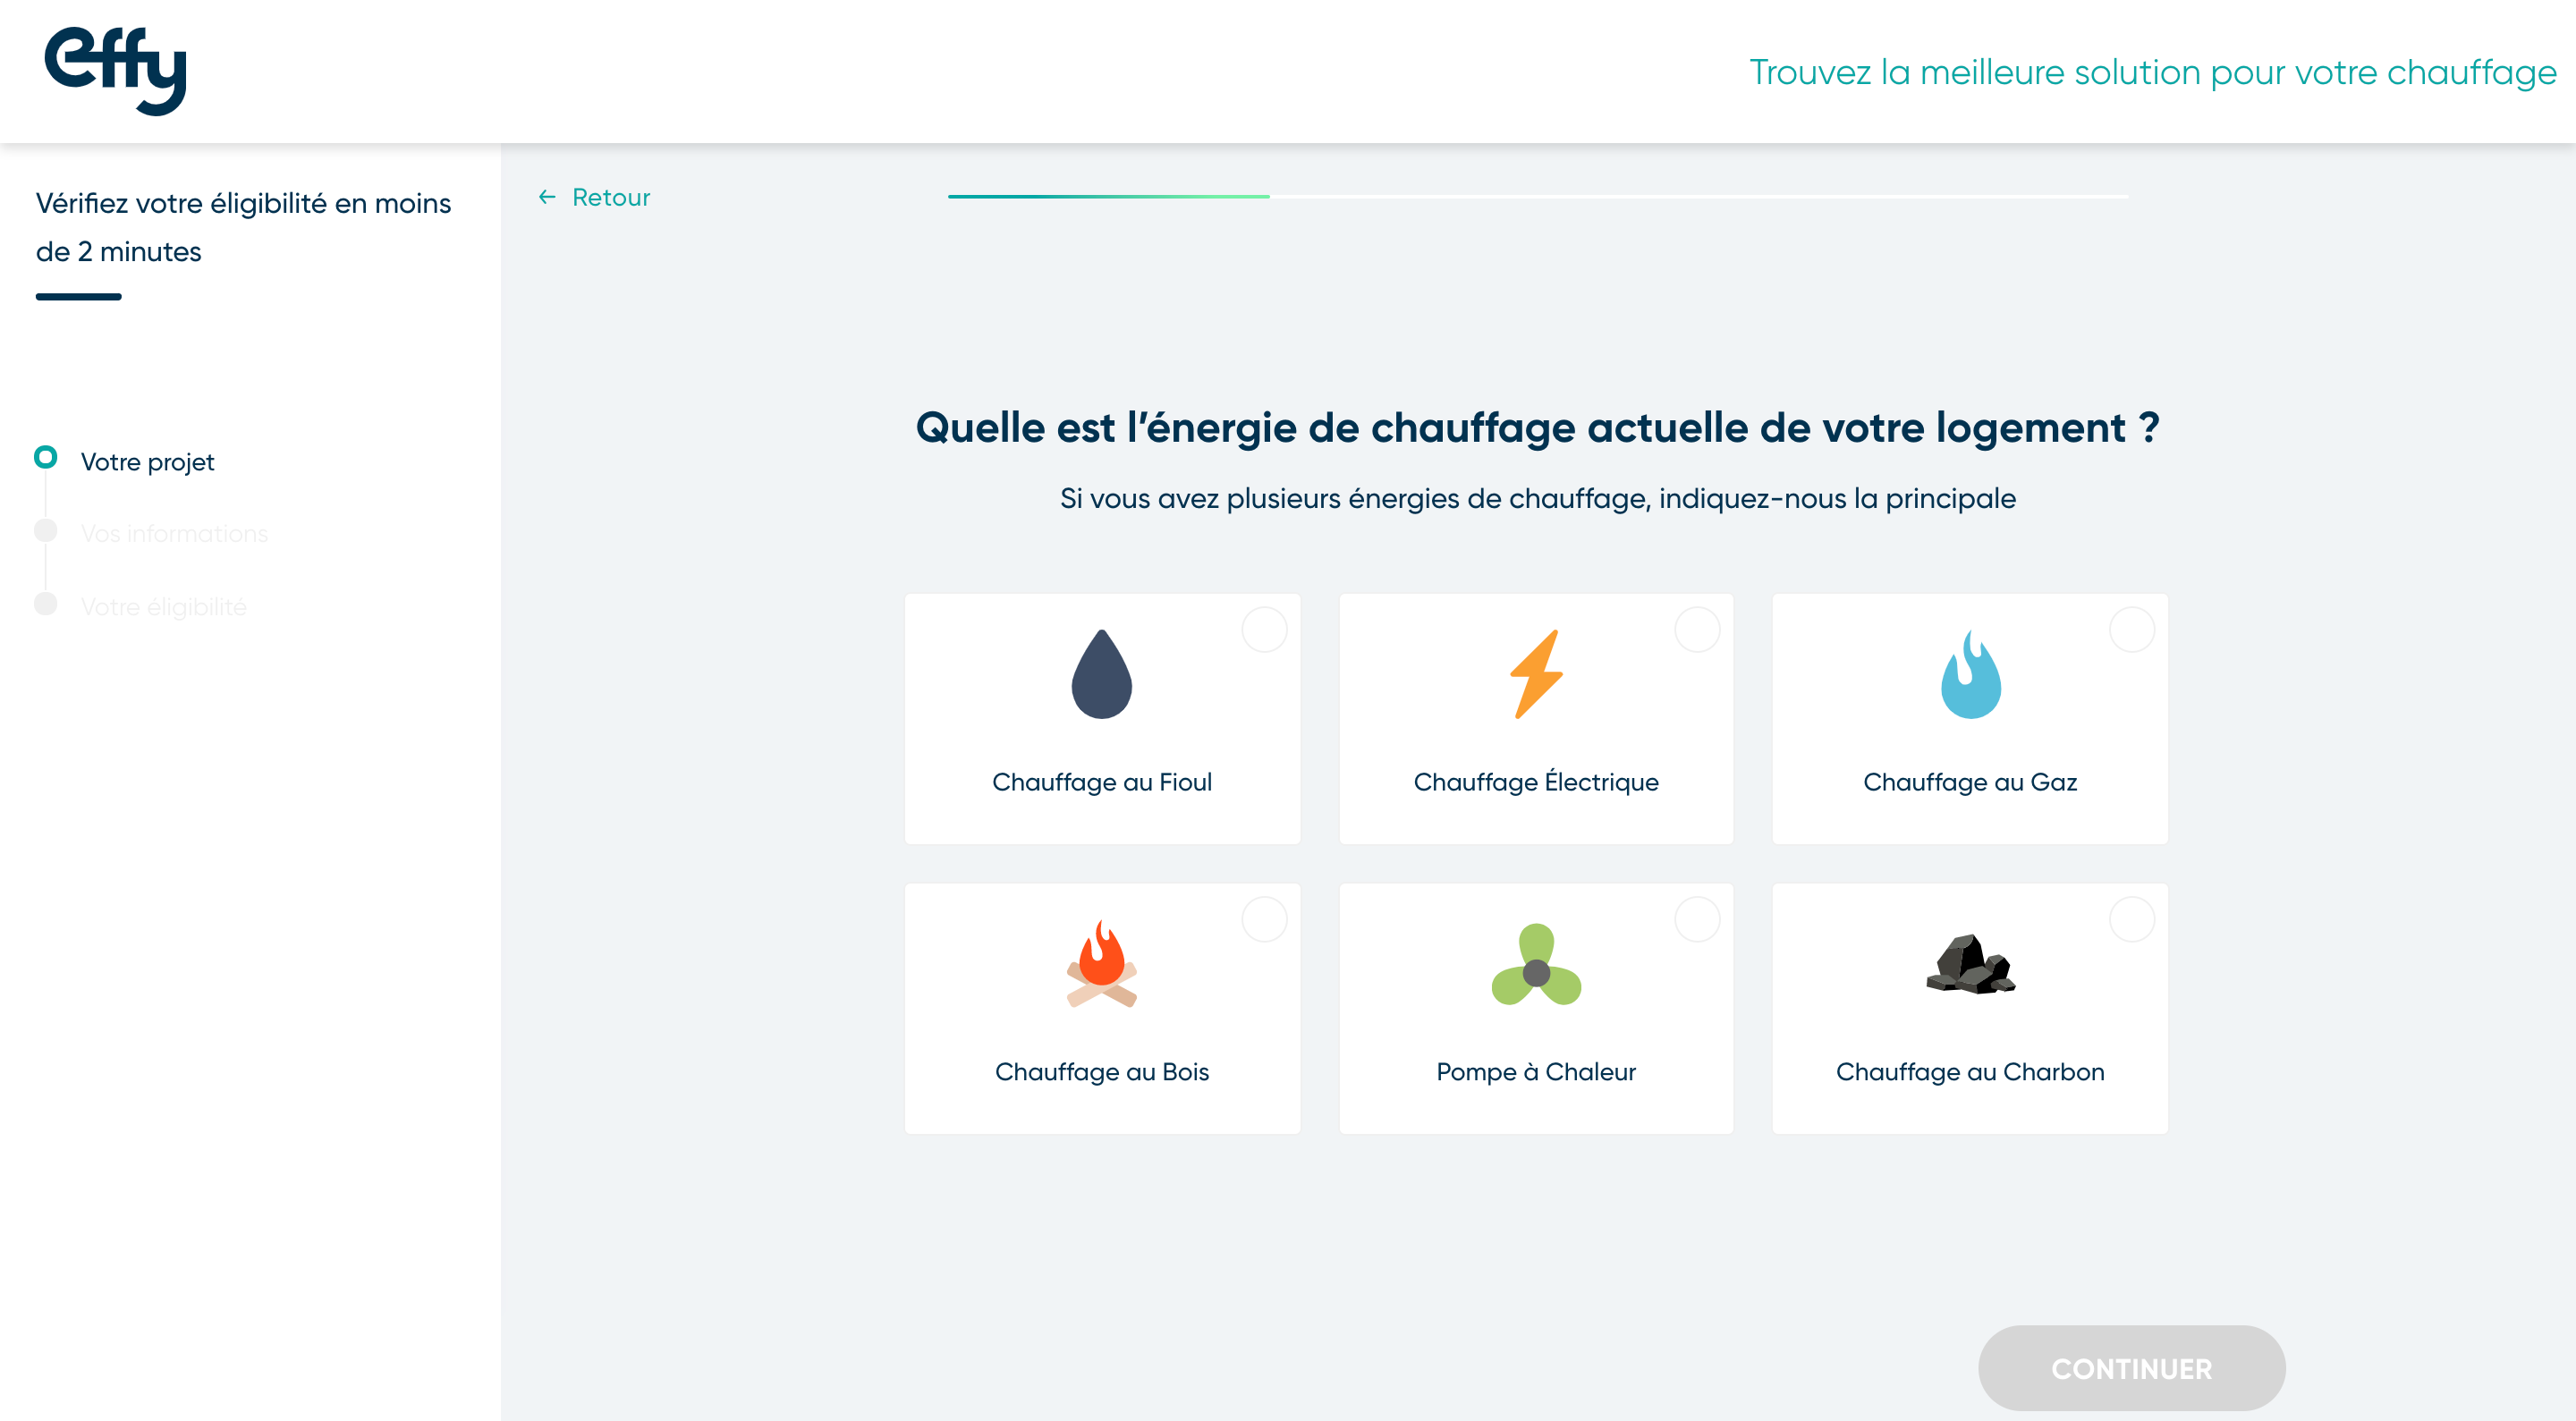 effy
Trouvez la meilleure solution pour votre chauffage
Vérifiez votre éligibilité en moins
de 2 minutes
Votre projet
Vos informations
Votre éligibilité
← Retour
Quelle est l’énergie de chauffage actuelle de votre logement ?
Si vous avez plusieurs énergies de chauffage, indiquez-nous la principale
Chauffage au Fioul
Chauffage Électrique
Chauffage au Gaz
Chauffage au Bois
Pompe à Chaleur
Chauffage au Charbon
CONTINUER